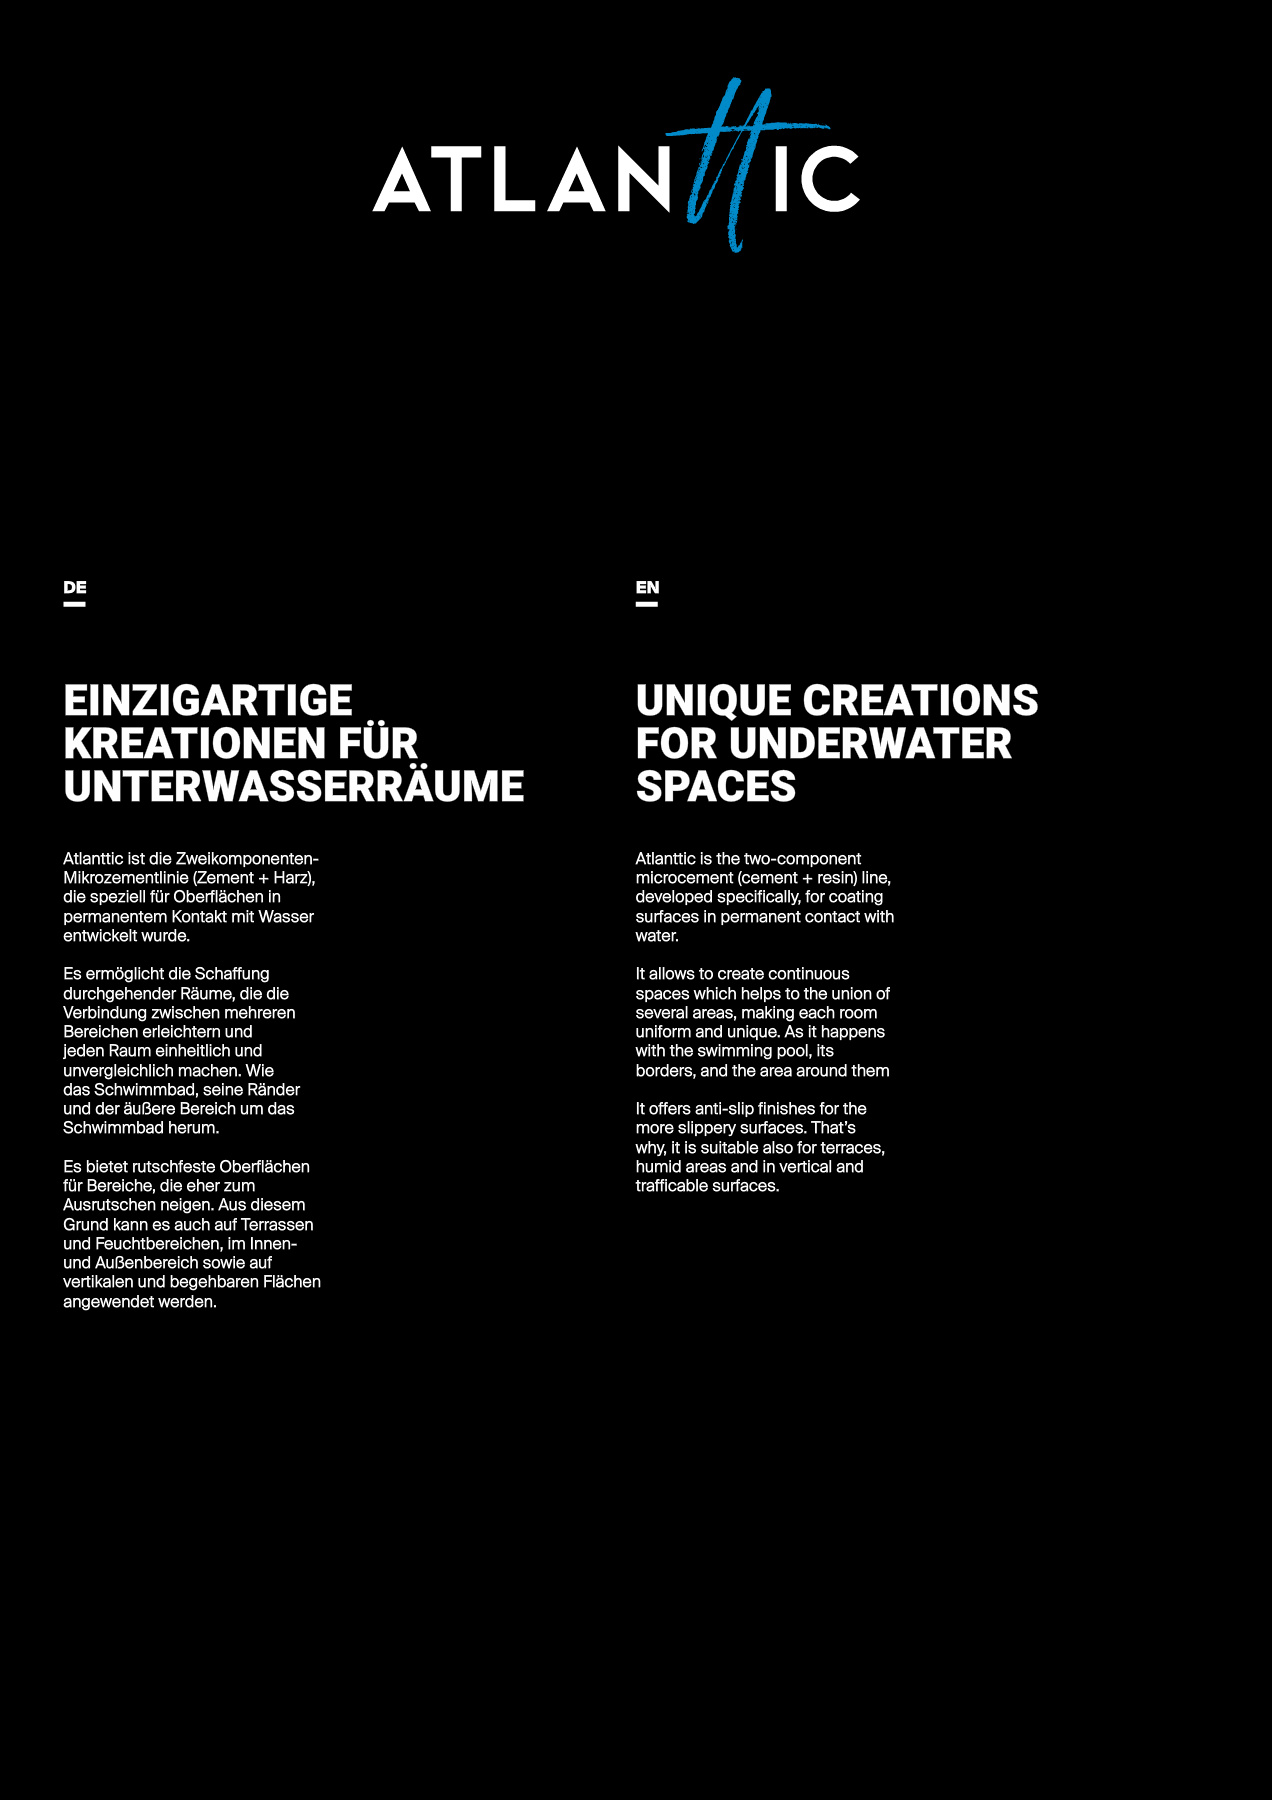 ATLANttIC
DE
EINZIGARTIGE
KREATIONEN FÜR
UNTERWASSERRÄUME
Atlanttic ist die Zweikomponenten-
Mikrozementlinie (Zement + Harz),
die speziell für Oberflächen in
permanentem Kontakt mit Wasser
entwickelt wurde.
Es ermöglicht die Schaffung
durchgehender Räume, die die
Verbindung zwischen mehreren
Bereichen erleichtern und
jeden Raum einheitlich und
unvergleichlich machen. Wie
das Schwimmbad, seine Ränder
und der äußere Bereich um das
Schwimmbad herum.
Es bietet rutschfeste Oberflächen
für Bereiche, die eher zum
Ausrutschen neigen. Aus diesem
Grund kann es auch auf Terrassen
und Feuchtbereichen, im Innen-
und Außenbereich sowie auf
vertikalen und begehbaren Flächen
angewendet werden.
EN
UNIQUE CREATIONS
FOR UNDERWATER
SPACES
Atlanttic is the two-component
microcement (cement + resin) line,
developed specifically, for coating
surfaces in permanent contact with
water.
It allows to create continuous
spaces which helps to the union of
several areas, making each room
uniform and unique. As it happens
with the swimming pool, its
borders, and the area around them
It offers anti-slip finishes for the
more slippery surfaces. That's
why, it is suitable also for terraces,
humid areas and in vertical and
trafficable surfaces.